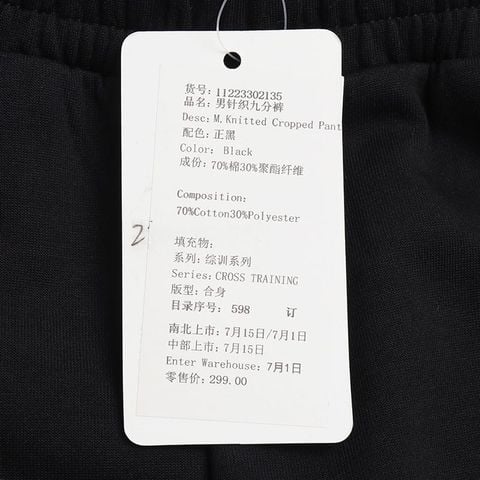 货号: 11223302135
品名: 男针织九分裤
Desc: M.Knitted Cropped Pant
配色: 正黑
Color: Black
成份: 70%棉30%聚酯纤维
Composition:
70%Cotton30%Polyester
填充物:
系列: 综训系列
Series: CROSS TRAINING
版型: 合身
目录序号: 598 订
南北上市: 7月15日/7月1日
中部上市: 7月15日
Enter Warehouse: 7月1日
零售价: 299.00